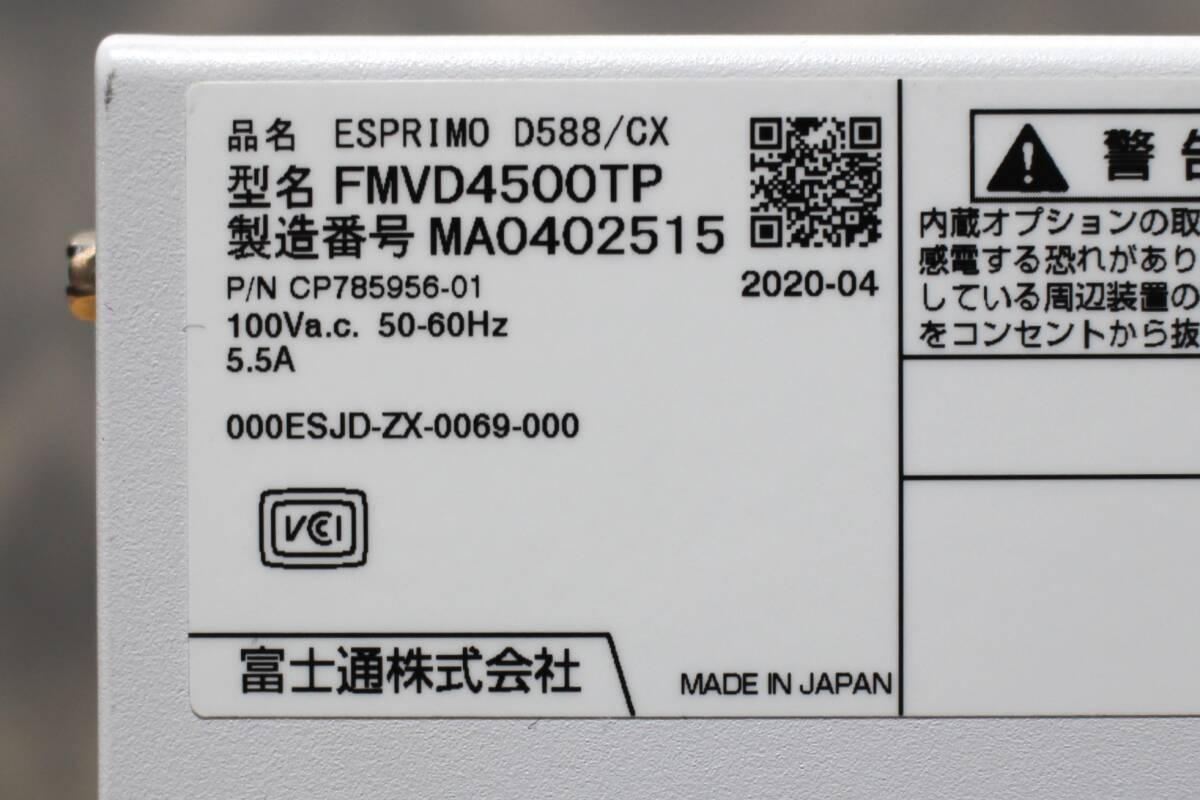 品名 ESPRIMO D588/CX
型名 FMVD4500TP
製造番号 MA0402515
P/N CP785956-01
2020-04
100Va.c. 50-60Hz
5.5A
000ESJD-ZX-0069-000
VCCI
富士通株式会社
MADE IN JAPAN
警告
内蔵オプションの取
感電する恐れがあり
している周辺装置の
をコンセントから抜